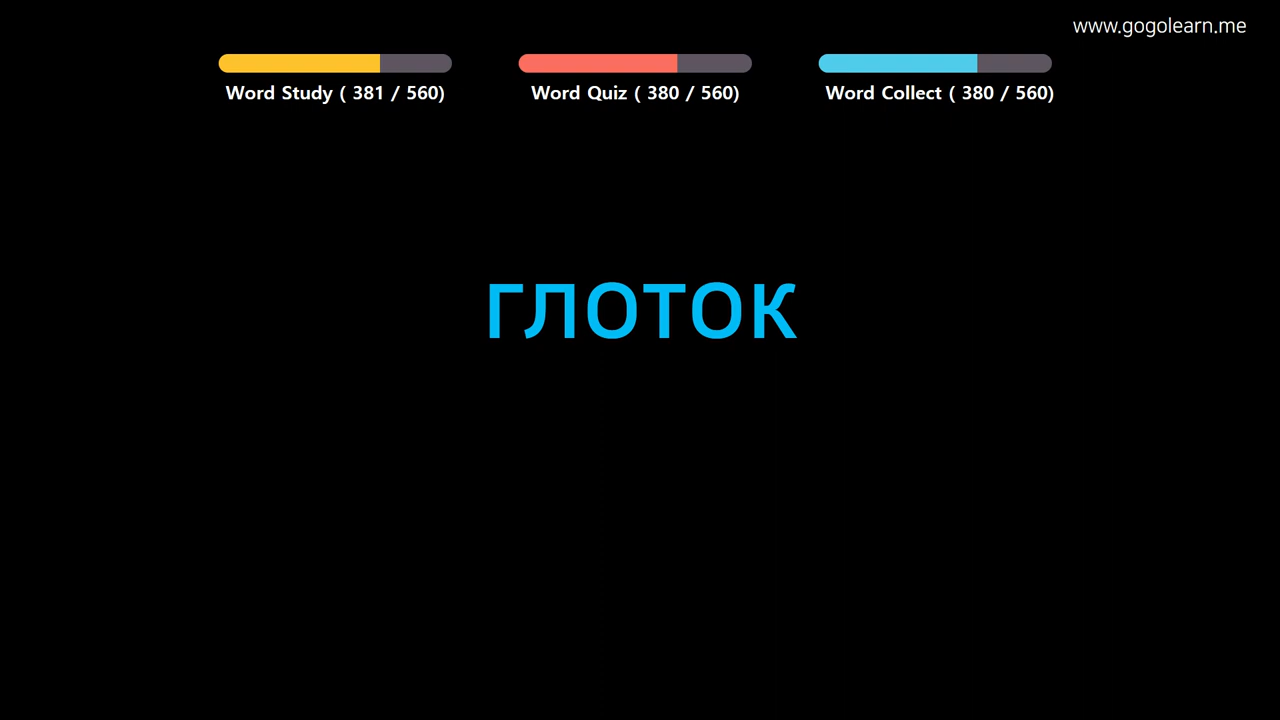 www.gogolearn.me
Word Study ( 381 / 560)
Word Quiz ( 380 / 560)
Word Collect ( 380 / 560)
глоток